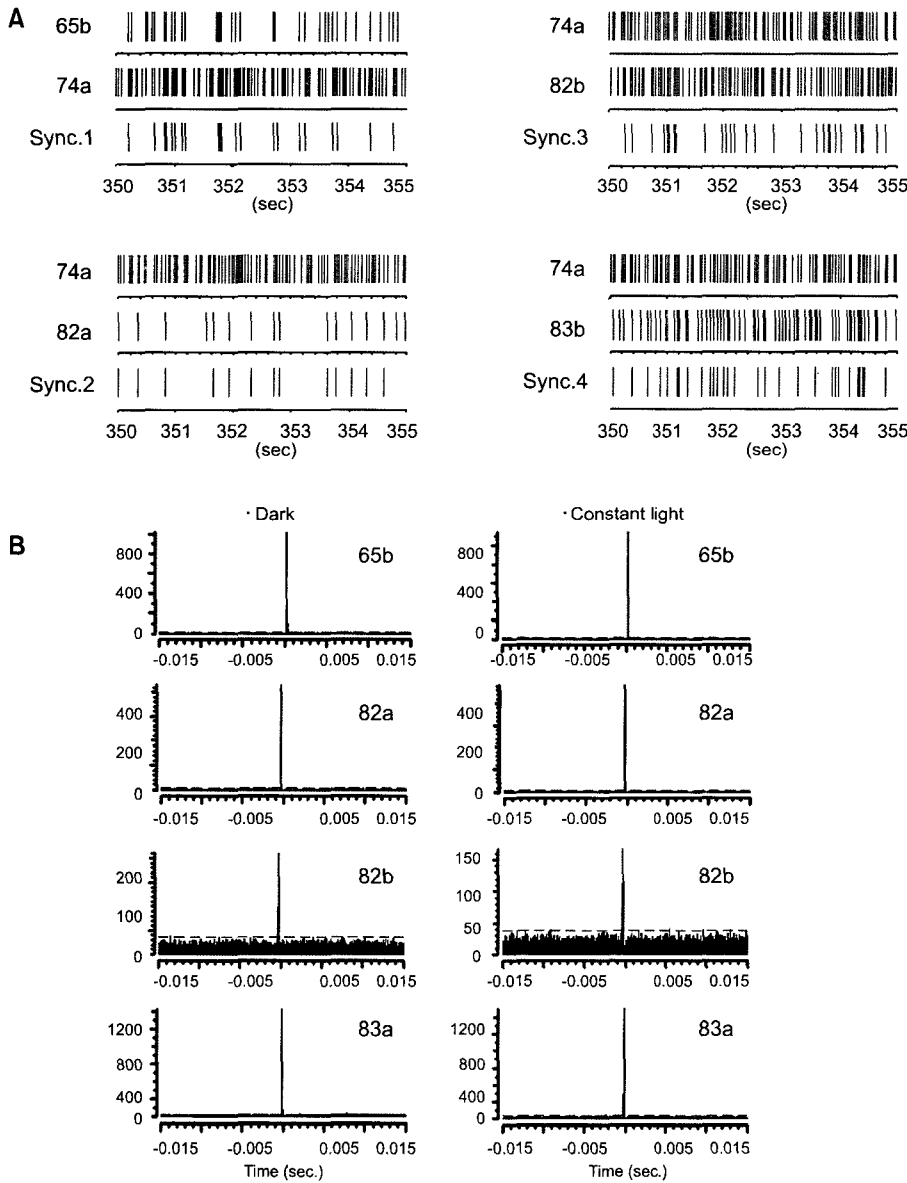 A
65b
74a
Sync.1
350 351 352 353 354 355
(sec)
74a
82b
Sync.3
350 351 352 353 354 355
(sec)
74a
82a
Sync.2
350 351 352 353 354 355
(sec)
74a
83b
Sync.4
350 351 352 353 354 355
(sec)
B
· Dark
· Constant light
65b
800
400
0
-0.015 -0.005 0.005 0.015
65b
800
400
0
-0.015 -0.005 0.005 0.015
82a
400
200
0
-0.015 -0.005 0.005 0.015
82a
400
200
0
-0.015 -0.005 0.005 0.015
82b
200
100
0
-0.015 -0.005 0.005 0.015
82b
150
100
50
0
-0.015 -0.005 0.005 0.015
83a
1200
800
400
0
-0.015 -0.005 0.005 0.015
Time (sec.)
83a
1200
800
400
0
-0.015 -0.005 0.005 0.015
Time (sec.)